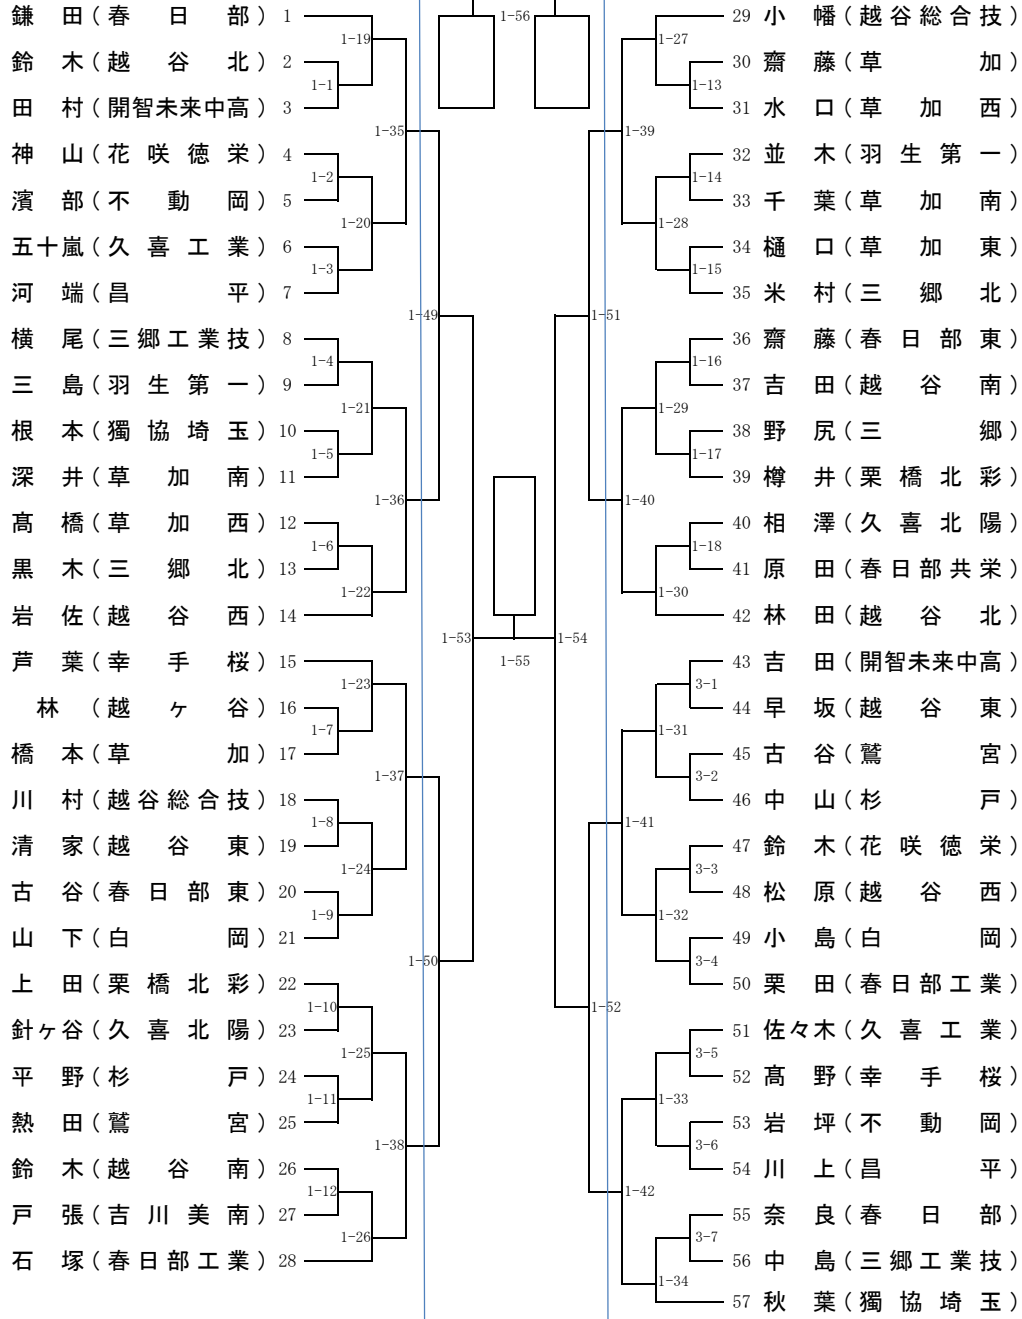 鎌田（春日部）1
鈴木（越谷北）2
田村（開智未来中高）3
神山（花咲徳栄）4
濱部（不動岡）5
五十嵐（久喜工業）6
河端（昌平）7
横尾（三郷工業技）8
三島（羽生第一）9
根本（獨協埼玉）10
深井（草加南）11
髙橋（草加西）12
黒木（三郷北）13
岩佐（越谷西）14
芦葉（幸手桜）15
林（越ヶ谷）16
橋本（草加）17
川村（越谷総合技）18
清家（越谷東）19
古谷（春日部東）20
山下（白岡）21
上田（栗橋北彩）22
針ヶ谷（久喜北陽）23
平野（杉戸）24
熱田（鷲宮）25
鈴木（越谷南）26
戸張（吉川美南）27
石塚（春日部工業）28
1-19
1-1
1-35
1-2
1-20
1-3
1-49
1-4
1-21
1-5
1-36
1-6
1-22
1-53
1-23
1-7
1-37
1-8
1-24
1-9
1-50
1-10
1-25
1-11
1-38
1-12
1-26
1-56
1-55
1-54
1-27
1-13
1-39
1-14
1-28
1-15
1-51
1-16
1-29
1-17
1-40
1-18
1-30
3-1
1-31
3-2
1-41
3-3
1-32
3-4
1-52
3-5
1-33
3-6
1-42
3-7
1-34
29 小幡（越谷総合技）
30 齋藤（草加）
31 水口（草加西）
32 並木（羽生第一）
33 千葉（草加南）
34 樋口（草加東）
35 米村（三郷北）
36 齋藤（春日部東）
37 吉田（越谷南）
38 野尻（三郷）
39 樽井（栗橋北彩）
40 相澤（久喜北陽）
41 原田（春日部共栄）
42 林田（越谷北）
43 吉田（開智未来中高）
44 早坂（越谷東）
45 古谷（鷲宮）
46 中山（杉戸）
47 鈴木（花咲徳栄）
48 松原（越谷西）
49 小島（白岡）
50 栗田（春日部工業）
51 佐々木（久喜工業）
52 髙野（幸手桜）
53 岩坪（不動岡）
54 川上（昌平）
55 奈良（春日部）
56 中島（三郷工業技）
57 秋葉（獨協埼玉）